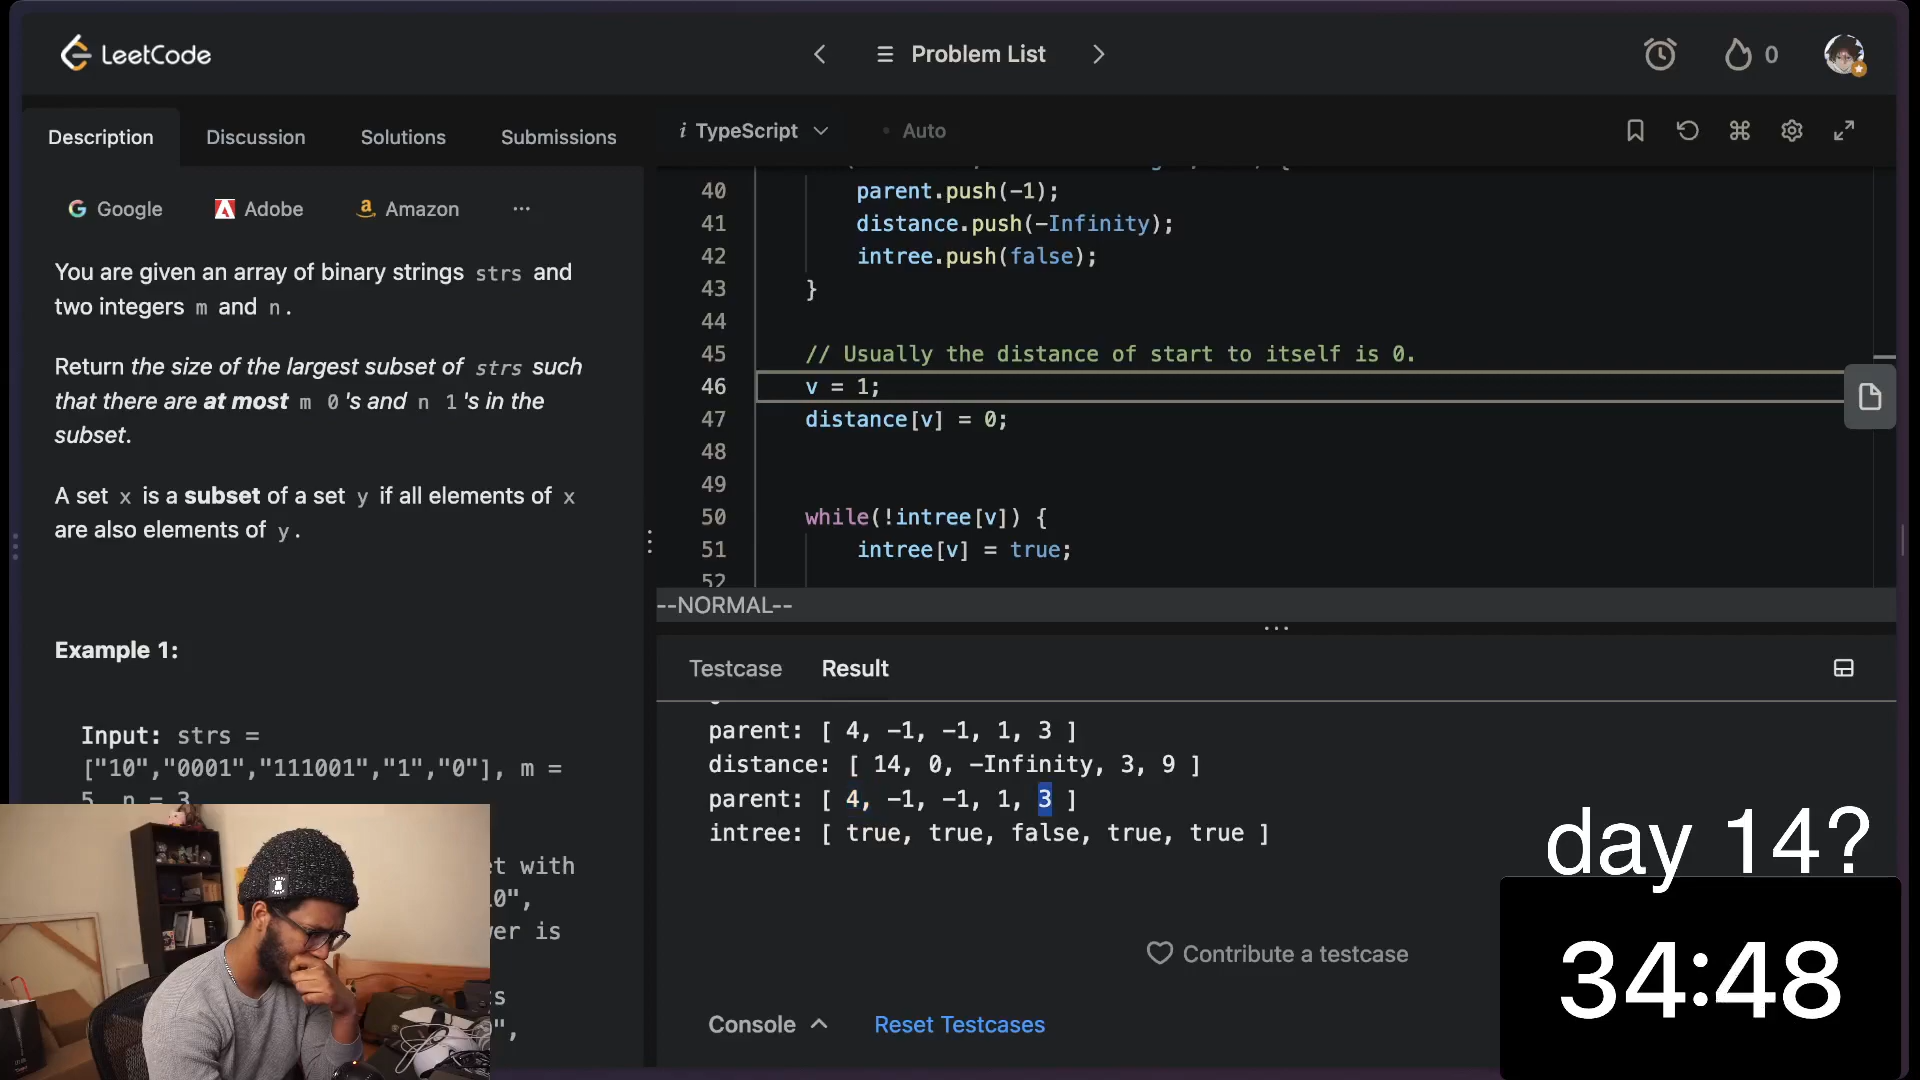 LeetCode
Problem List
0
Description
Discussion
Solutions
Submissions
i TypeScript
Auto
Google
Adobe
Amazon
...
You are given an array of binary strings strs and
two integers m and n.
Return the size of the largest subset of strs such
that there are at most m 0's and n 1's in the
subset.
A set x is a subset of a set y if all elements of x
are also elements of y.
Example 1:
Input: strs =
["10","0001","111001","1","0"], m =
5, n = 3
et with
10",
wer is
ts
",
40 parent.push(-1);
41 distance.push(-Infinity);
42 intree.push(false);
43 }
44
45 // Usually the distance of start to itself is 0.
46 v = 1;
47 distance[v] = 0;
48
49
50 while(!intree[v]) {
51 intree[v] = true;
52
--NORMAL--
Testcase
Result
parent: [ 4, -1, -1, 1, 3 ]
distance: [ 14, 0, -Infinity, 3, 9 ]
parent: [ 4, -1, -1, 1, 3 ]
intree: [ true, true, false, true, true ]
Contribute a testcase
Console
Reset Testcases
day 14?
34:48